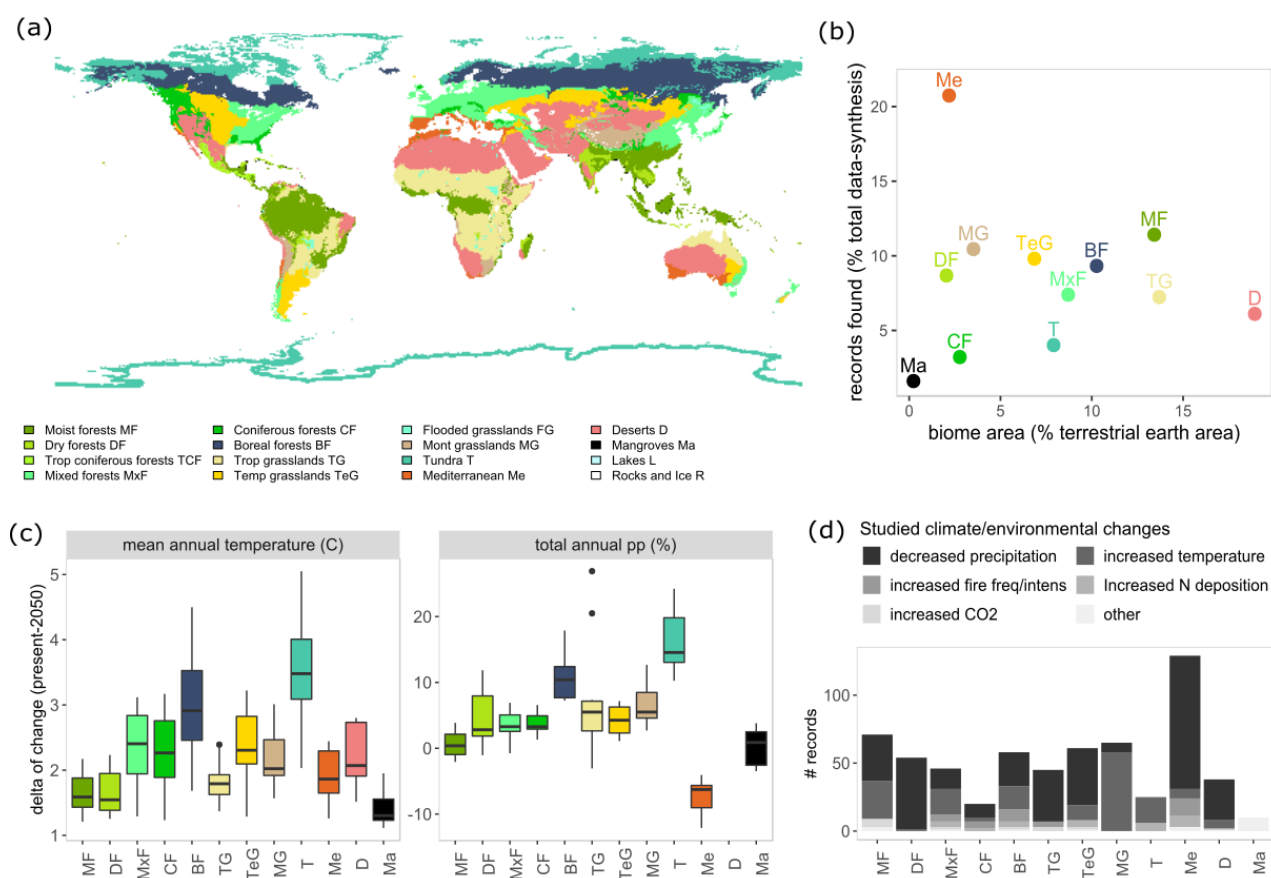 (a)
Moist forests MF
Dry forests DF
Trop coniferous forests TCF
Mixed forests MxF
Coniferous forests CF
Boreal forests BF
Trop grasslands TG
Temp grasslands TeG
Flooded grasslands FG
Mont grasslands MG
Tundra T
Mediterranean Me
Deserts D
Mangroves Ma
Lakes L
Rocks and Ice R
(b)
records found (% total data-synthesis)
20
15
10
5
Me
MF
MG
TeG
BF
DF
MxF
TG
D
T
CF
Ma
0 5 10 15
biome area (% terrestrial earth area)
(c)
mean annual temperature (C)
total annual pp (%)
delta of change (present-2050)
5
4
3
2
1
MF DF MxF CF BF TG TeG MG T Me D Ma
20
10
0
-10
MF DF MxF CF BF TG TeG MG T Me D Ma
(d)
Studied climate/environmental changes
decreased precipitation
increased temperature
increased fire freq/intens
Increased N deposition
increased CO2
other
# records
100
50
0
MF DF MxF CF BF TG TeG MG T Me D Ma